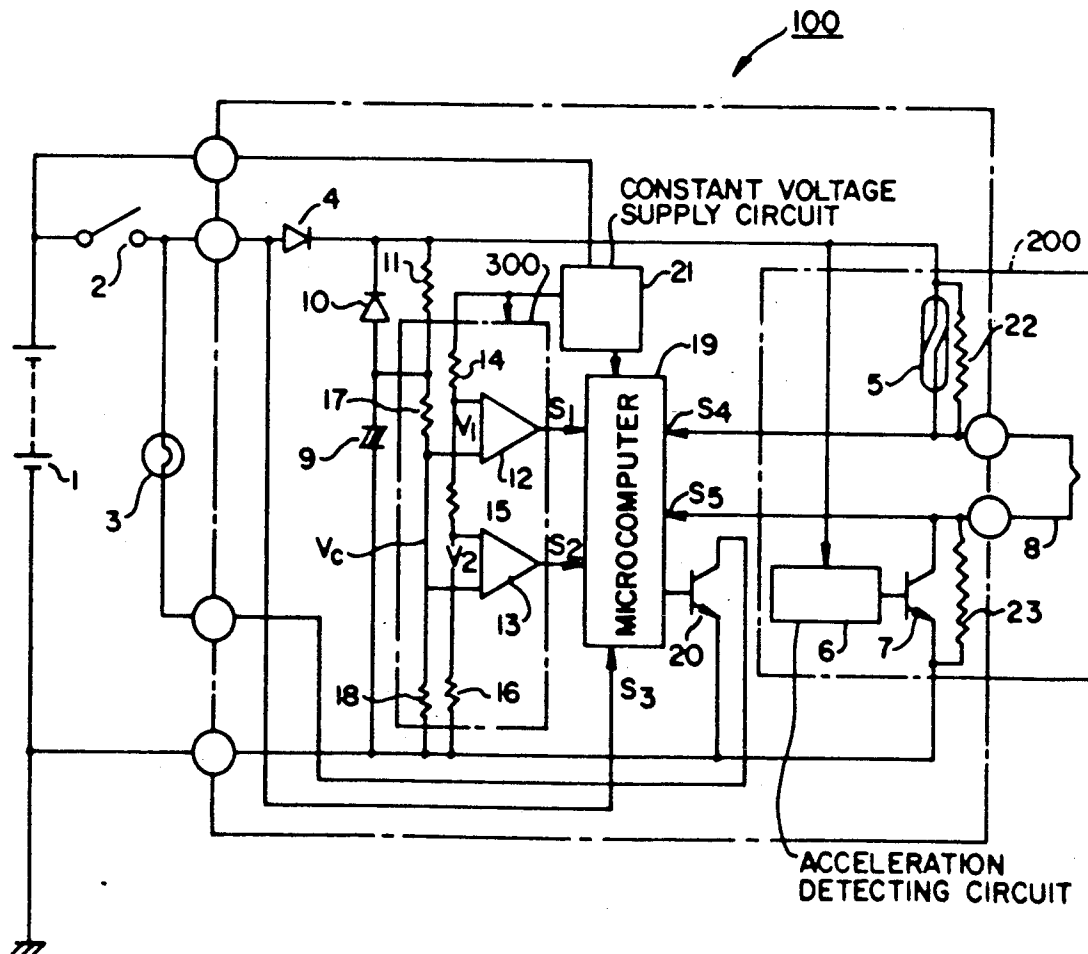 100
CONSTANT VOLTAGE
SUPPLY CIRCUIT
4
200
2
11
300
21
10
14
19
22
5
17
S1
S4
V1
9
12
1
3
MICROCOMPUTER
S5
15
8
Vc
V2
S2
13
6
7
23
20
18
16
S3
ACCELERATION
DETECTING CIRCUIT